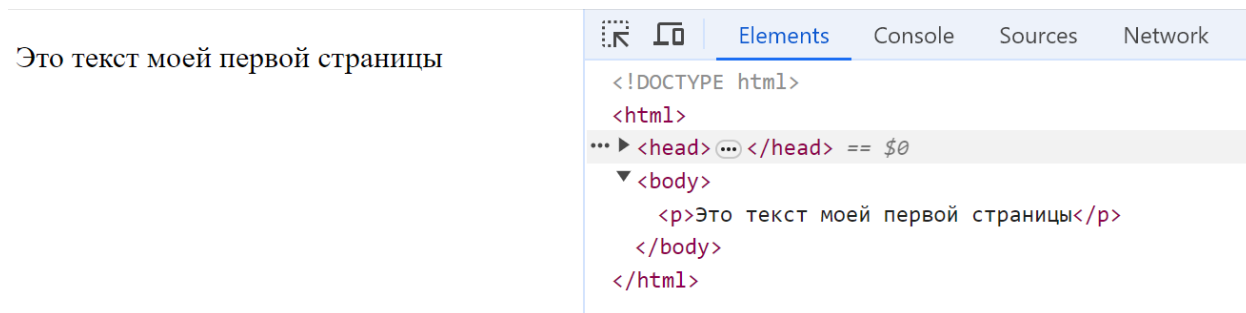 Это текст моей первой страницы
Elements Console Sources Network
<!DOCTYPE html>
<html>
••• ▶ <head> ••• </head> == $0
▼ <body>
<p>Это текст моей первой страницы</p>
</body>
</html>